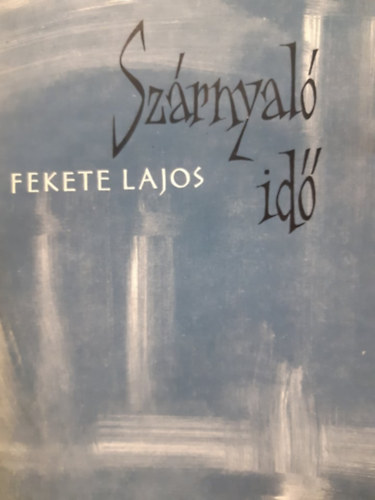 Szárnyaló
FEKETE LAJOS
idő